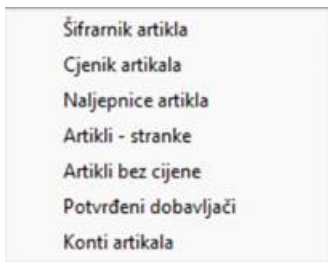 Šifrarnik artikla
Cjenik artikala
Naljepnice artikla
Artikli - stranke
Artikli bez cijene
Potvrđeni dobavljači
Konti artikala